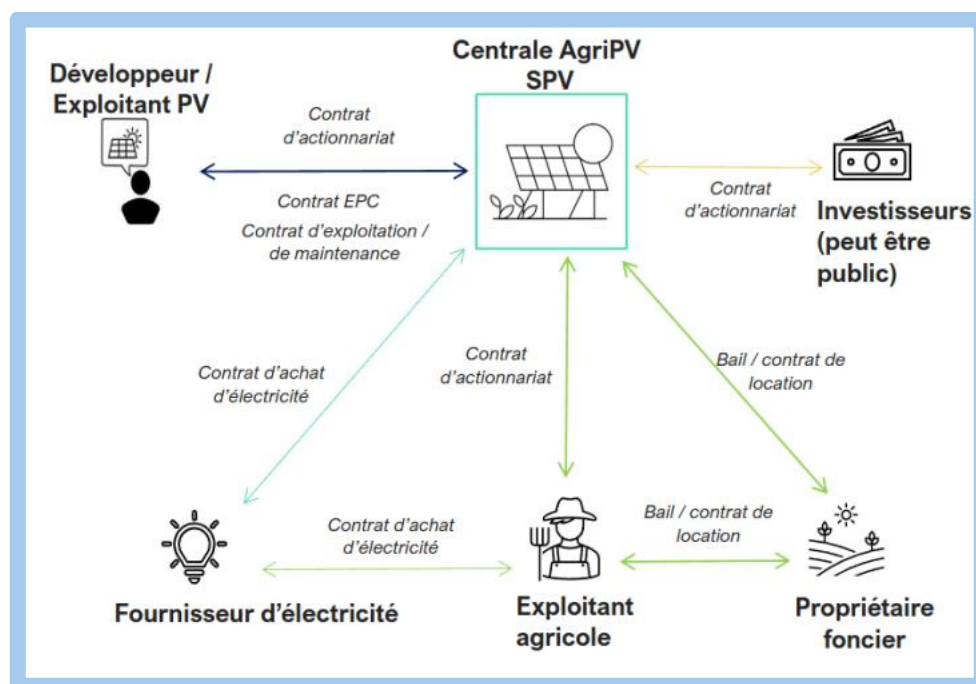 Centrale AgriPV
SPV
Développeur /
Exploitant PV
Contrat
d'actionnariat
Contrat EPC
Contrat d'exploitation /
de maintenance
Contrat
d'actionnariat
Investisseurs
(peut être
public)
Contrat d'achat
d'électricité
Contrat
d'actionnariat
Bail / contrat de
location
Contrat d'achat
d'électricité
Bail / contrat de
location
Fournisseur d'électricité
Exploitant
agricole
Propriétaire
foncier